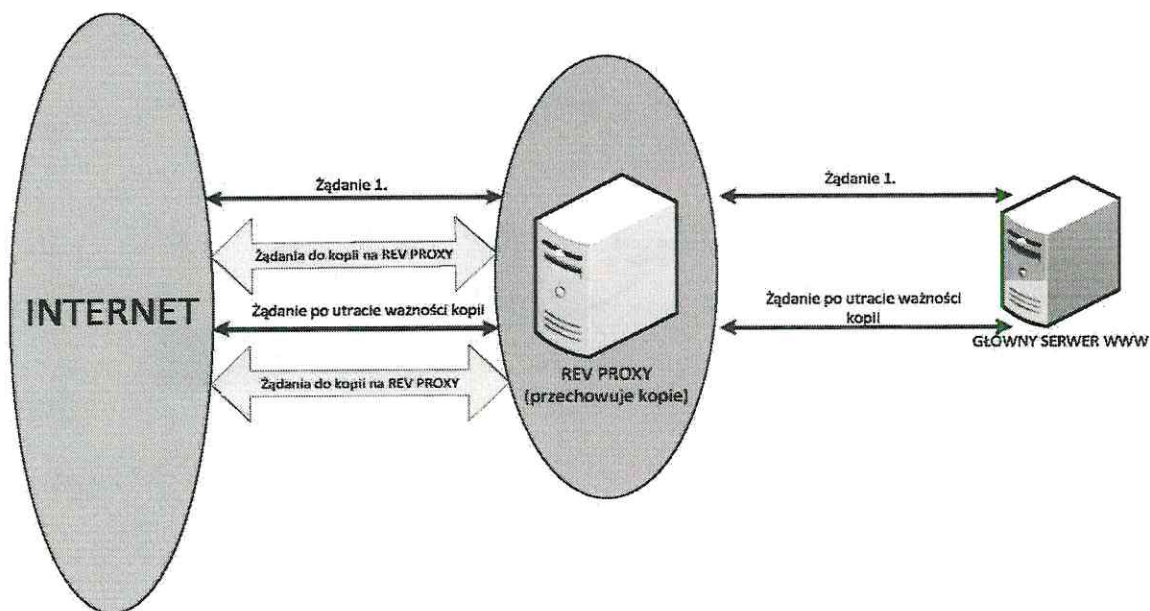 INTERNET
Żądanie 1.
Żądania do kopii na REV PROXY
Żądanie po utracie ważności kopii
Żądania do kopii na REV PROXY
REV PROXY
(przechowuje kopie)
Żądanie 1.
Żądanie po utracie ważności
kopii
GŁÓWNY SERWER WWW